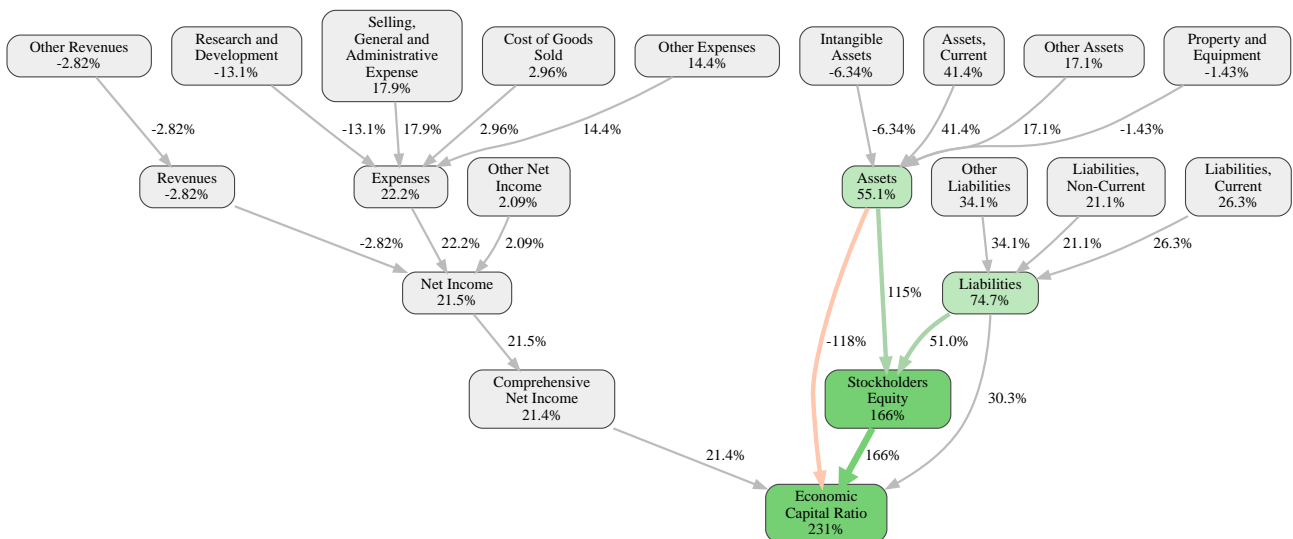 Other Revenues
-2.82%
Research and
Development
-13.1%
Selling,
General and
Administrative
Expense
17.9%
Cost of Goods
Sold
2.96%
Other Expenses
14.4%
Intangible
Assets
-6.34%
Assets,
Current
41.4%
Other Assets
17.1%
Property and
Equipment
-1.43%
-2.82%
-13.1%
17.9%
2.96%
14.4%
-6.34%
41.4%
17.1%
-1.43%
Revenues
-2.82%
Expenses
22.2%
Other Net
Income
2.09%
Assets
55.1%
Other
Liabilities
34.1%
Liabilities,
Non-Current
21.1%
Liabilities,
Current
26.3%
-2.82%
22.2%
2.09%
34.1%
21.1%
26.3%
Net Income
21.5%
115%
Liabilities
74.7%
21.5%
-118%
51.0%
Comprehensive
Net Income
21.4%
Stockholders
Equity
166%
30.3%
21.4%
166%
Economic
Capital Ratio
231%